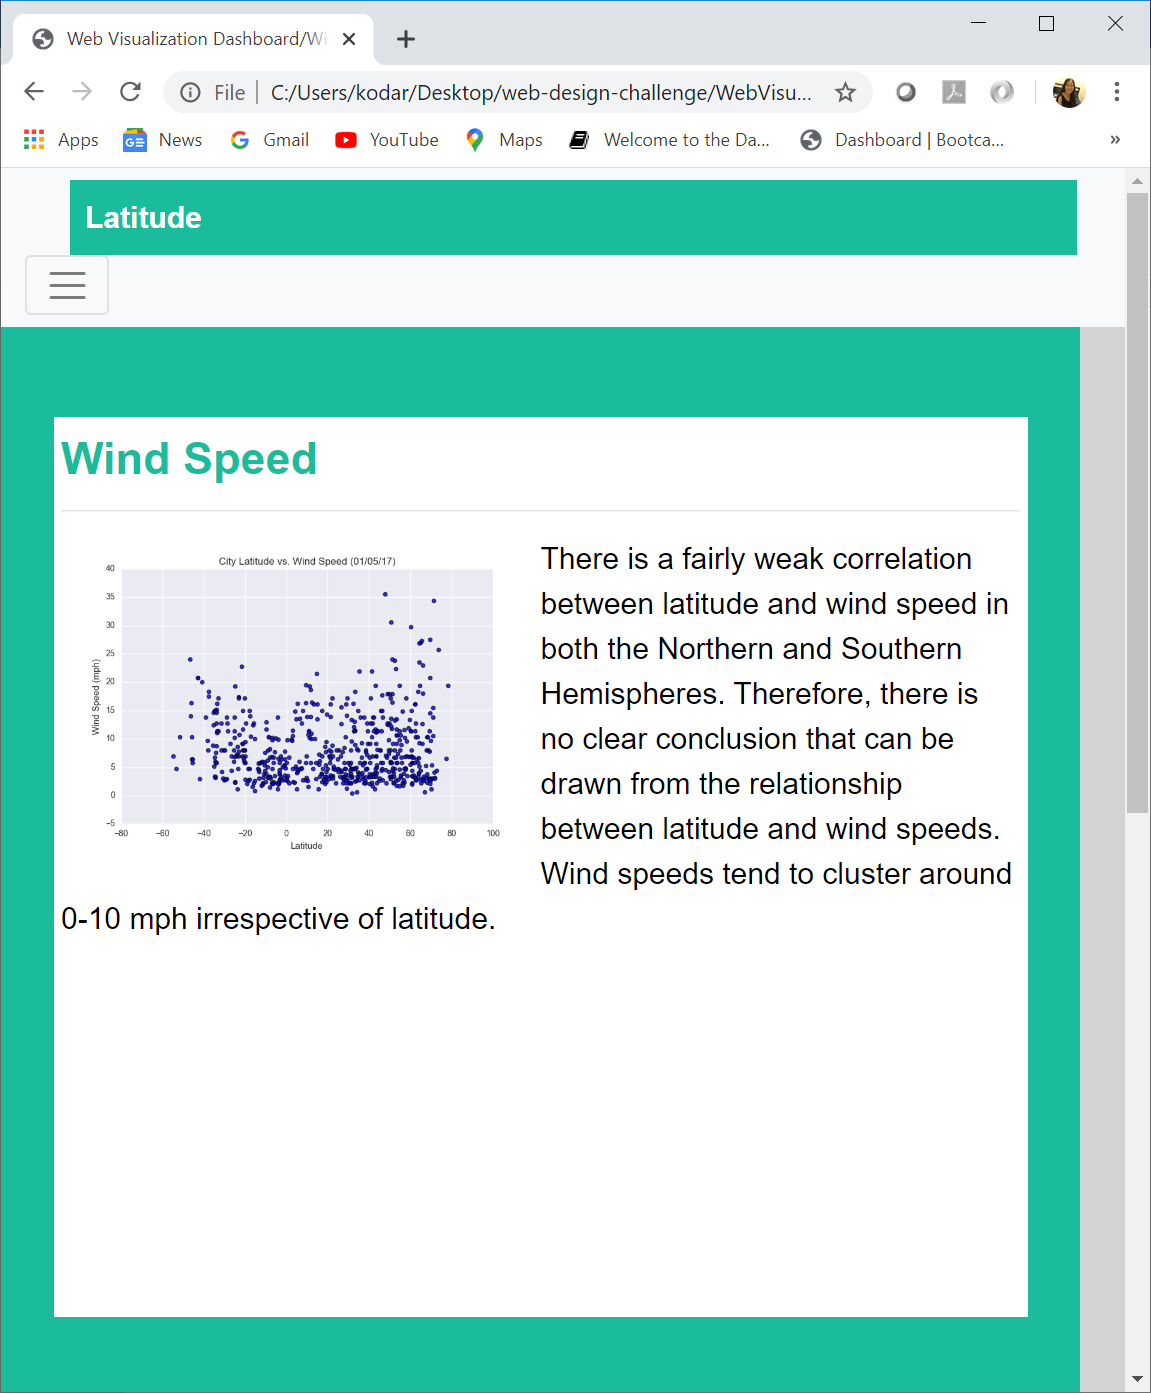 Web Visualization Dashboard/Wi
File C:/Users/kodar/Desktop/web-design-challenge/WebVisu...
Apps News Gmail YouTube Maps Welcome to the Da... Dashboard | Bootca... »
Latitude
Wind Speed
City Latitude vs. Wind Speed (01/05/17)
40
35
30
25
20
15
10
5
0
−5
Wind Speed (mph)
−80 −60 −40 −20 0 20 40 60 80 100
Latitude
There is a fairly weak correlation
between latitude and wind speed in
both the Northern and Southern
Hemispheres. Therefore, there is
no clear conclusion that can be
drawn from the relationship
between latitude and wind speeds.
Wind speeds tend to cluster around
0-10 mph irrespective of latitude.